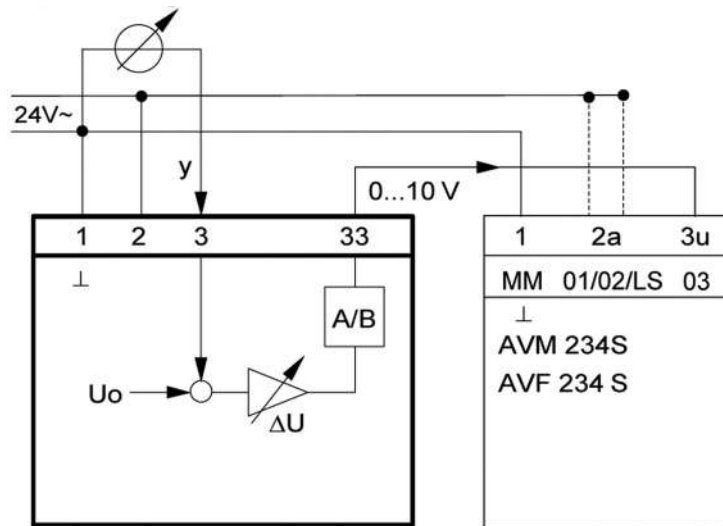 24V~
y
0...10 V
1 2 3 33
1 2a 3u
MM 01/02/LS 03
⊥
⊥
A/B
AVM 234S
AVF 234 S
Uo
ΔU